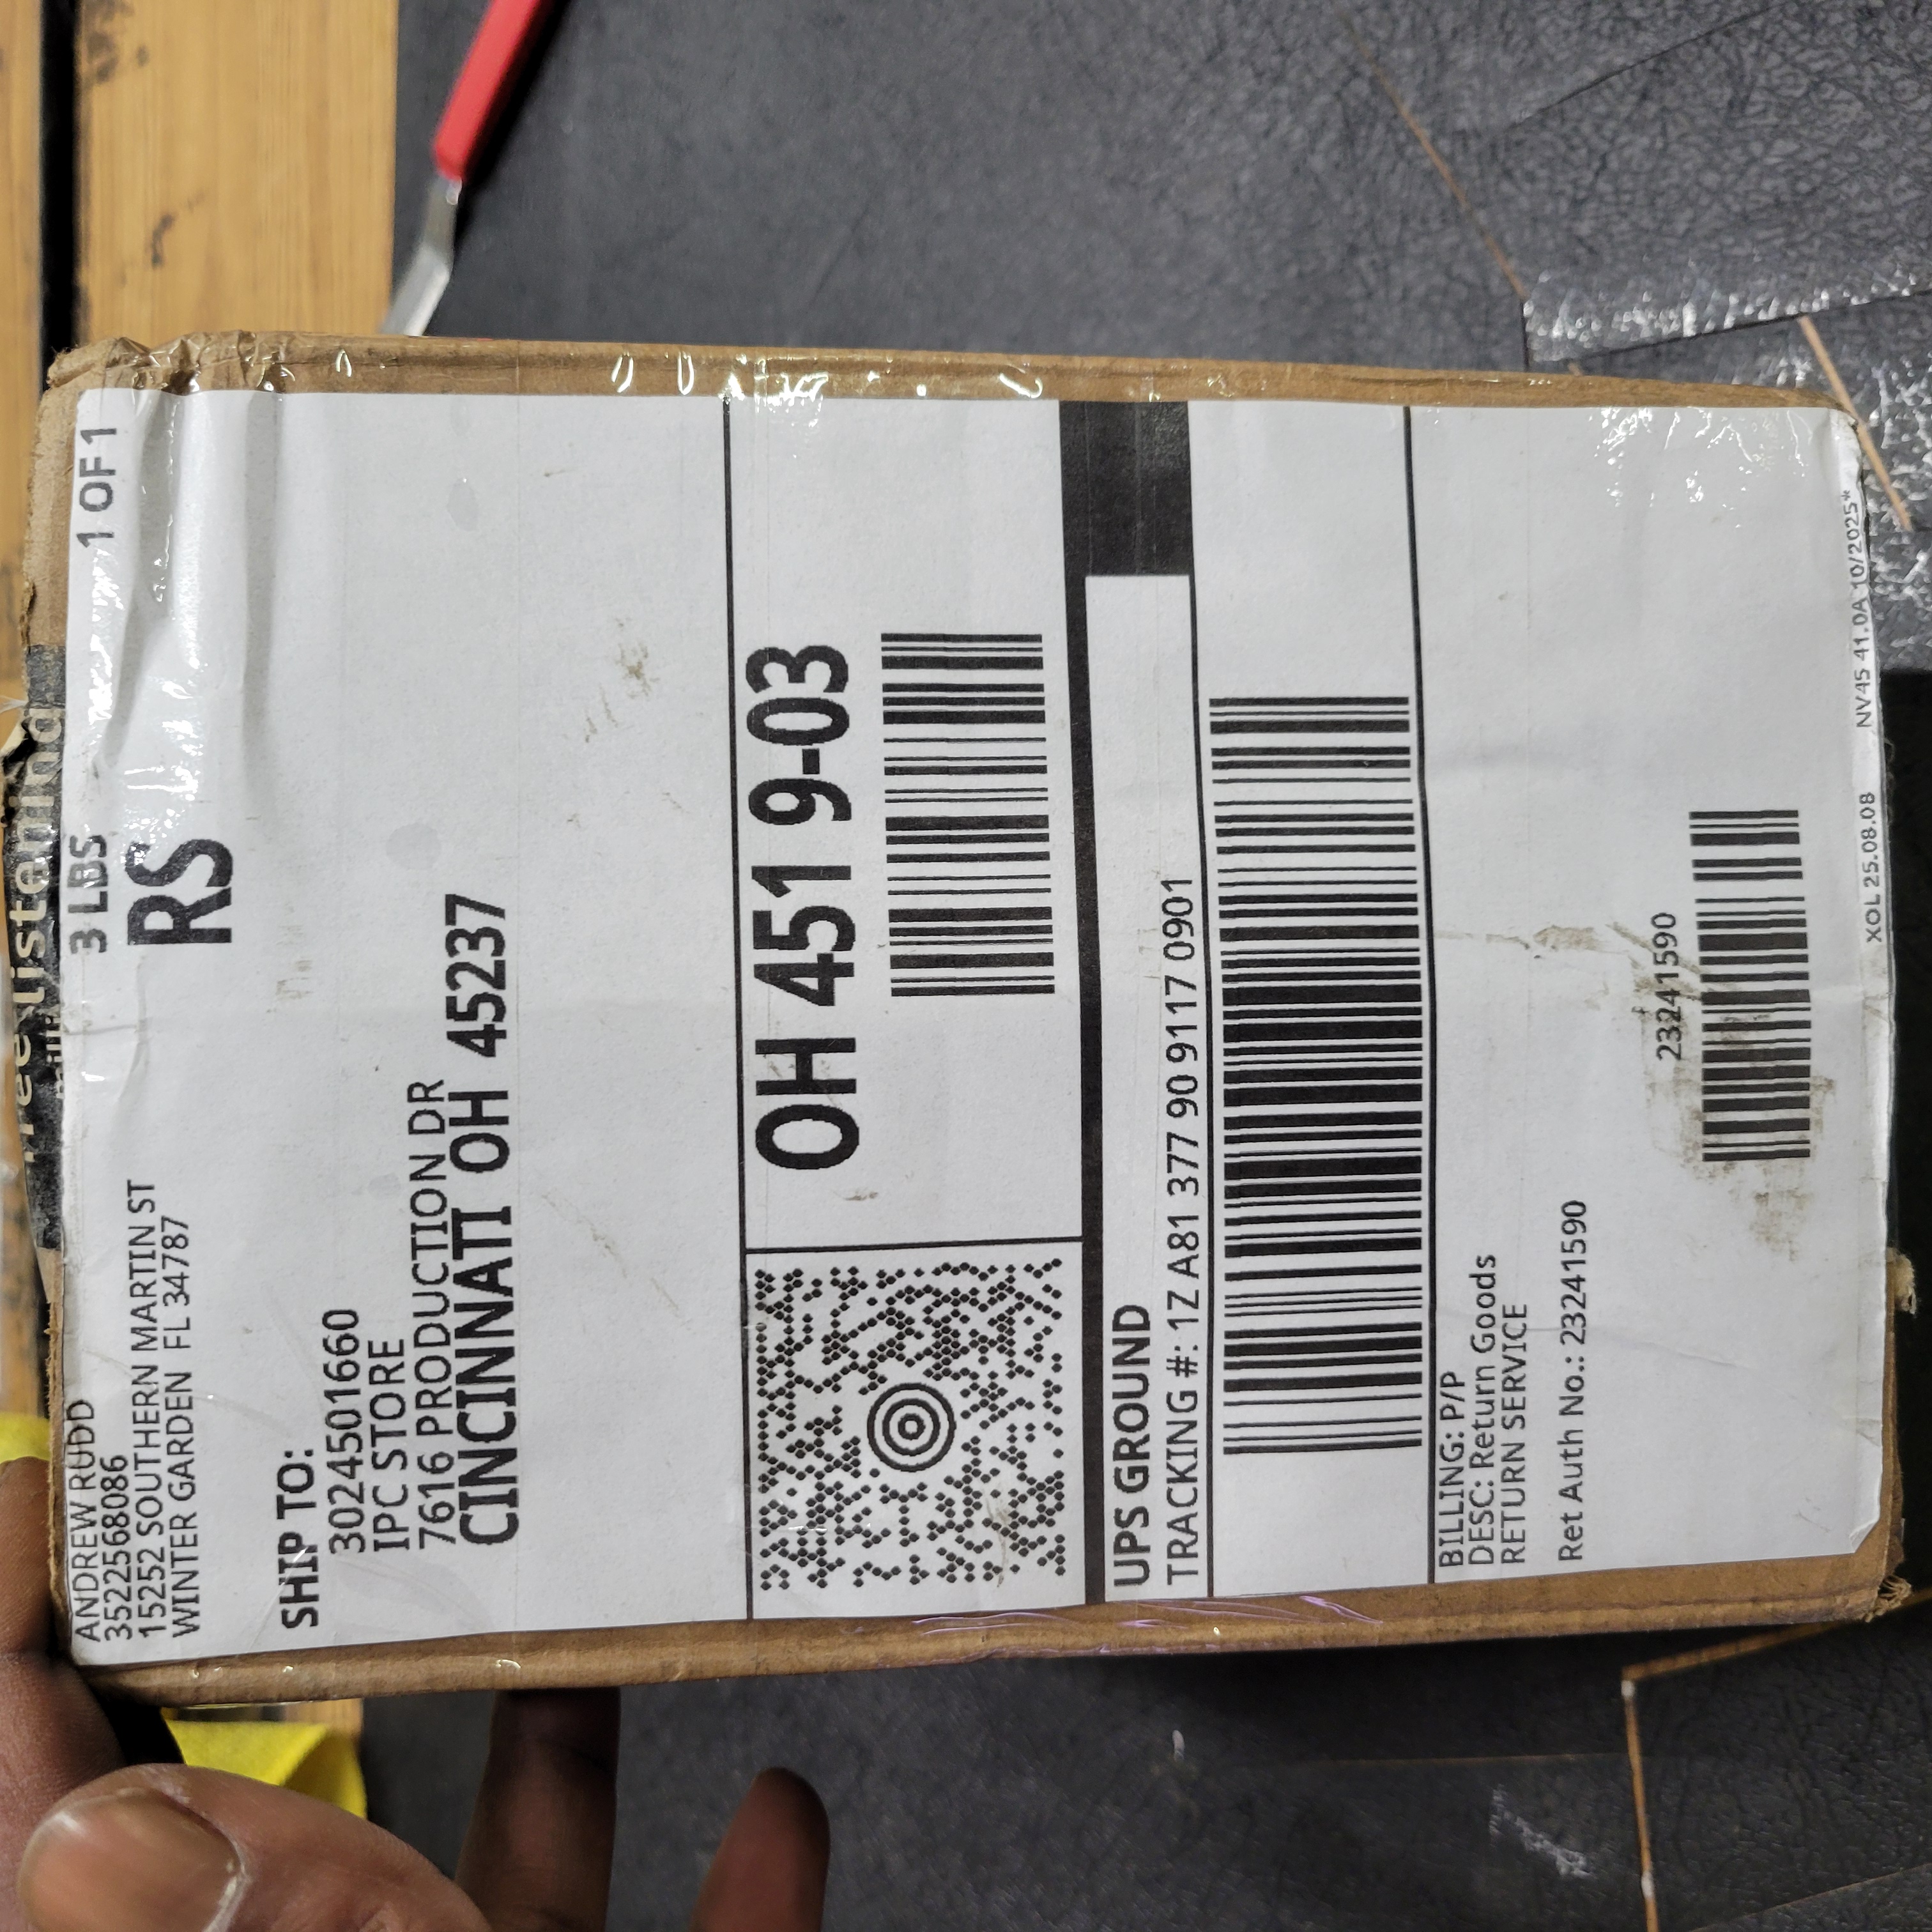 ANDREW RUDD
3522568086
15252 SOUTHERN MARTIN ST
WINTER GARDEN FL 34787
3 LBS
1 OF 1
RS
SHIP TO:
3024501660
IPC STORE
7616 PRODUCTION DR
CINCINNATI OH 45237
OH 451 9-03
UPS GROUND
TRACKING #: 1Z A81 377 90 9117 0901
BILLING: P/P
DESC: Return Goods
RETURN SERVICE
Ret Auth No.: 23241590
23241590
XOL 25.08.08
NV45 41.0A 10/2025*